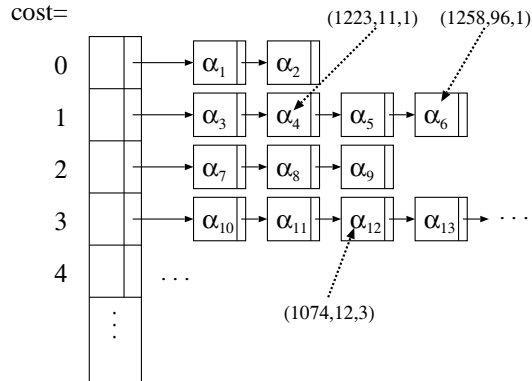 cost=
(1223,11,1) (1258,96,1)
0 α1 α2
1 α3 α4 α5 α6
2 α7 α8 α9
3 α10 α11 α12 α13 . . .
4 . . .
(1074,12,3)